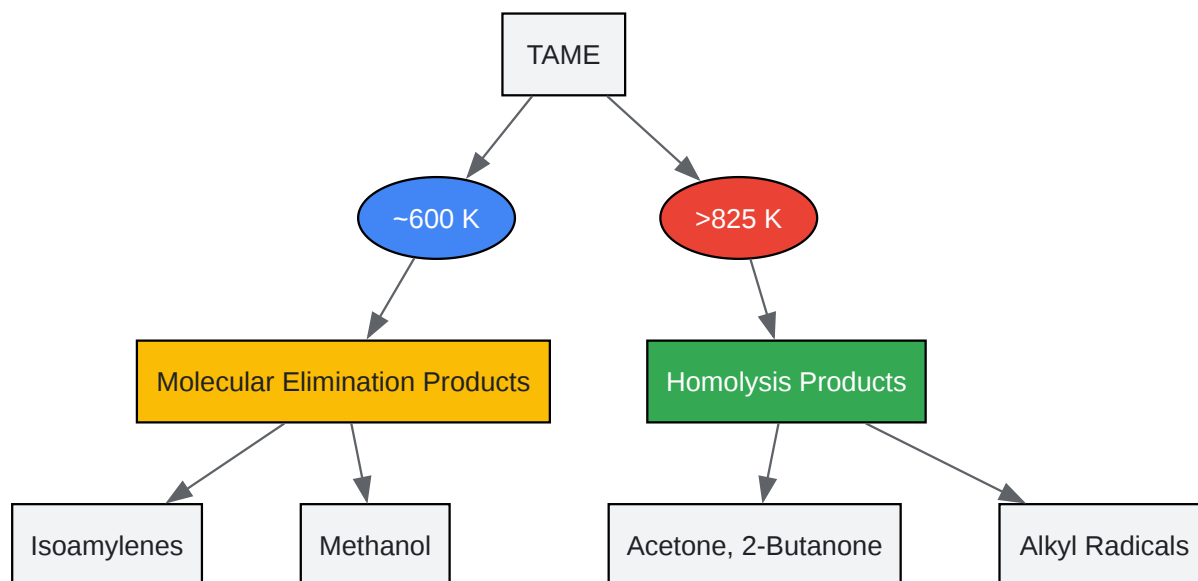 TAME
~600 K
>825 K
Molecular Elimination Products
Homolysis Products
Isoamylenes
Methanol
Acetone, 2-Butanone
Alkyl Radicals